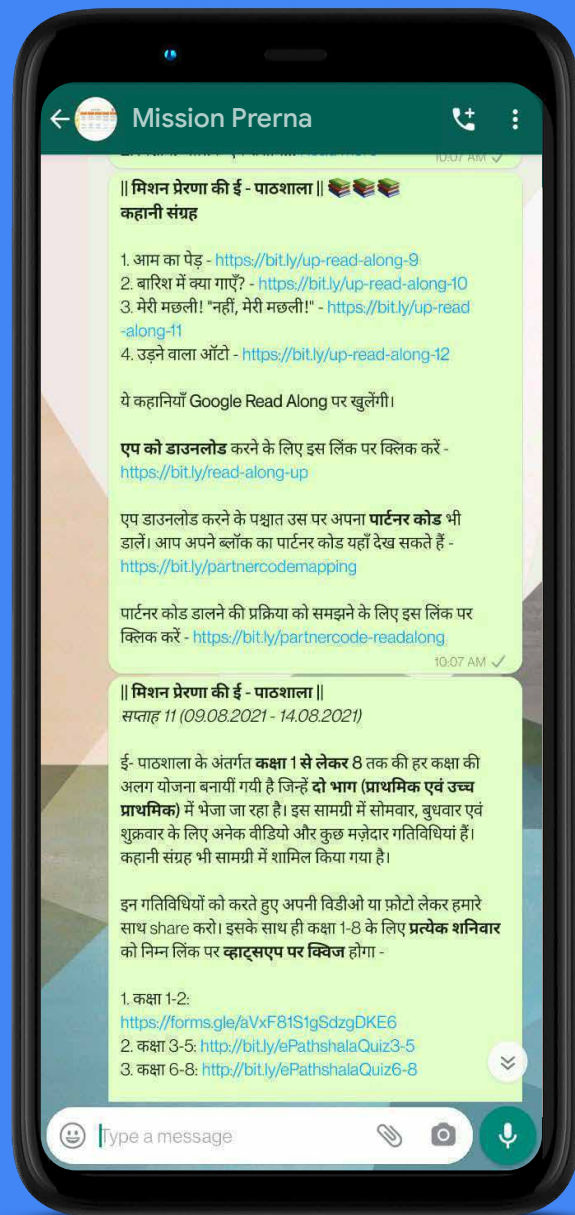 Mission Prerna
10:07 AM
|| मिशन प्रेरणा की ई - पाठशाला || 📚📚📚
कहानी संग्रह
1. आम का पेड़ - https://bit.ly/up-read-along-9
2. बारिश में क्या गाएँ? - https://bit.ly/up-read-along-10
3. मेरी मछली! "नहीं, मेरी मछली!" - https://bit.ly/up-read
-along-11
4. उड़ने वाला ऑटो - https://bit.ly/up-read-along-12
ये कहानियाँ Google Read Along पर खुलेंगी।
एप को डाउनलोड करने के लिए इस लिंक पर क्लिक करें -
https://bit.ly/read-along-up
एप डाउनलोड करने के पश्चात उस पर अपना पार्टनर कोड भी
डालें। आप अपने ब्लॉक का पार्टनर कोड यहाँ देख सकते हैं -
https://bit.ly/partnercodemapping
पार्टनर कोड डालने की प्रक्रिया को समझने के लिए इस लिंक पर
क्लिक करें - https://bit.ly/partnercode-readalong
10:07 AM
|| मिशन प्रेरणा की ई - पाठशाला ||
सप्ताह 11 (09.08.2021 - 14.08.2021)
ई- पाठशाला के अंतर्गत कक्षा 1 से लेकर 8 तक की हर कक्षा की
अलग योजना बनायीं गयी है जिन्हें दो भाग (प्राथमिक एवं उच्च
प्राथमिक) में भेजा जा रहा है। इस सामग्री में सोमवार, बुधवार एवं
शुक्रवार के लिए अनेक वीडियो और कुछ मज़ेदार गतिविधियां हैं।
कहानी संग्रह भी सामग्री में शामिल किया गया है।
इन गतिविधियों को करते हुए अपनी विडीओ या फ़ोटो लेकर हमारे
साथ share करो। इसके साथ ही कक्षा 1-8 के लिए प्रत्येक शनिवार
को निम्न लिंक पर व्हाट्सएप पर क्विज होगा -
1. कक्षा 1-2:
https://forms.gle/aVxF81S1gSdzgDKE6
2. कक्षा 3-5: http://bit.ly/ePathshalaQuiz3-5
3. कक्षा 6-8: http://bit.ly/ePathshalaQuiz6-8
Type a message